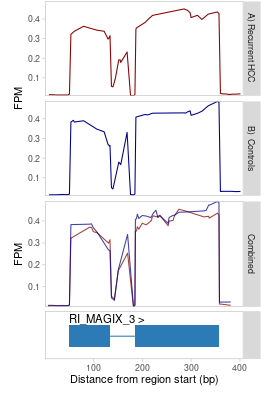 0.4
0.3
0.2
0.1
FPM
A) Recurrent HCC
0.4
0.3
0.2
0.1
FPM
B) Controls
0.4
0.3
0.2
0.1
FPM
Combined
RI_MAGIX_3 >
100
200
300
400
Distance from region start (bp)